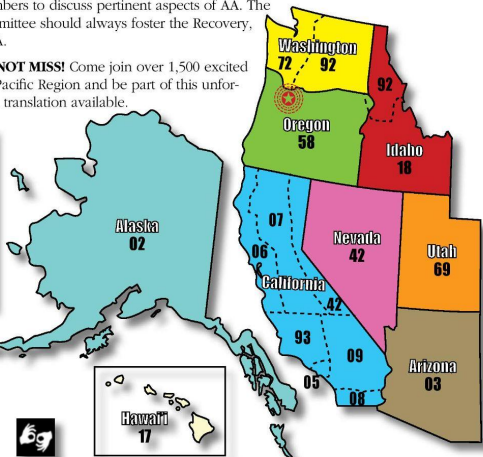 bers to discuss pertinent aspects of AA. The
mittee should always foster the Recovery,
A.
NOT MISS! Come join over 1,500 excited
Pacific Region and be part of this unfor-
translation available.
Washington
72 92
92
Oregon
58
Idaho
18
Alaska
02
07
06
Nevada
42
Utah
69
California
42
93
09
05
08
Arizona
03
Hawai'i
17